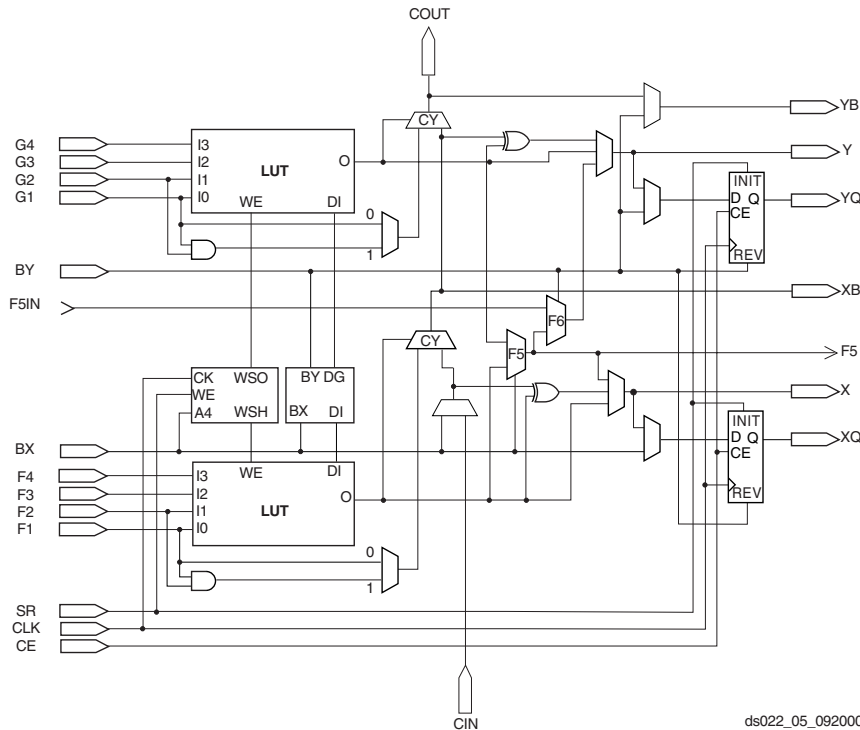 COUT
YB
G4
G3
G2
G1
I3
I2
I1
I0
LUT
O
WE
DI
CY
0
1
Y
INIT
D Q
CE
REV
YQ
BY
XB
F5IN
F6
CY
F5
F5
CK
WSO
WE
A4
WSH
BY DG
BX
DI
X
INIT
D Q
CE
REV
XQ
BX
F4
F3
F2
F1
WE
DI
I3
I2
I1
I0
LUT
O
0
1
SR
CLK
CE
CIN
ds022_05_092000